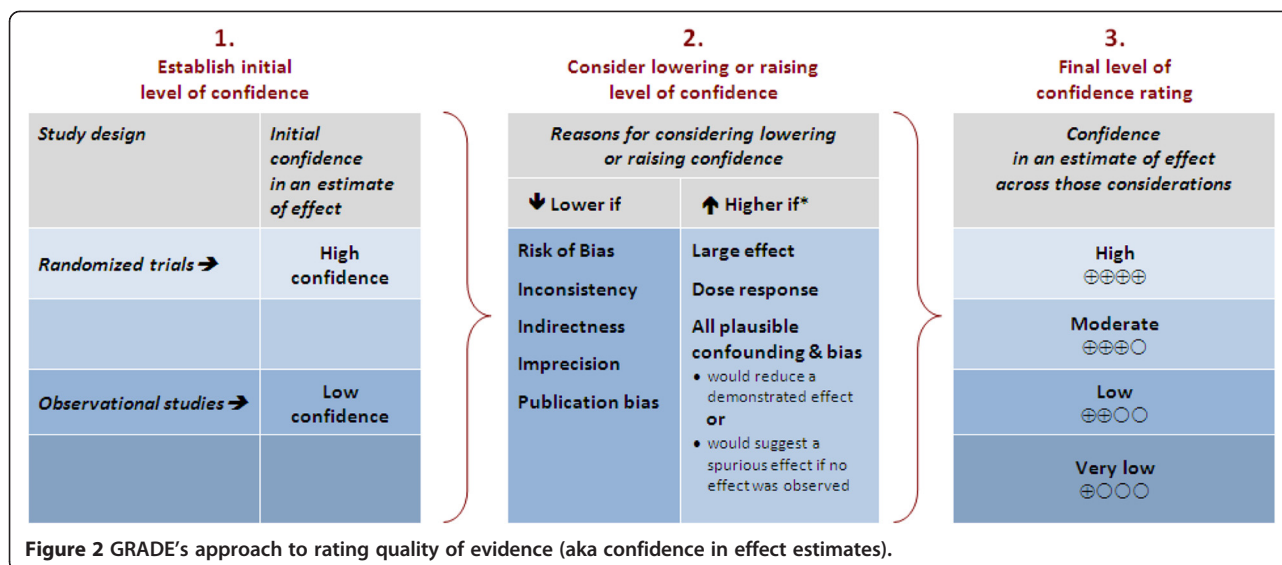 1.
Establish initial
level of confidence
Study design
Initial
confidence
in an estimate
of effect
Randomized trials ➔
High
confidence
Observational studies ➔
Low
confidence
2.
Consider lowering or raising
level of confidence
Reasons for considering lowering
or raising confidence
🡇 Lower if
🡅 Higher if*
Risk of Bias
Inconsistency
Indirectness
Imprecision
Publication bias
Large effect
Dose response
All plausible
confounding & bias
• would reduce a
demonstrated effect
or
• would suggest a
spurious effect if no
effect was observed
3.
Final level of
confidence rating
Confidence
in an estimate of effect
across those considerations
High
⊕⊕⊕⊕
Moderate
⊕⊕⊕○
Low
⊕⊕○○
Very low
⊕○○○
Figure 2 GRADE's approach to rating quality of evidence (aka confidence in effect estimates).